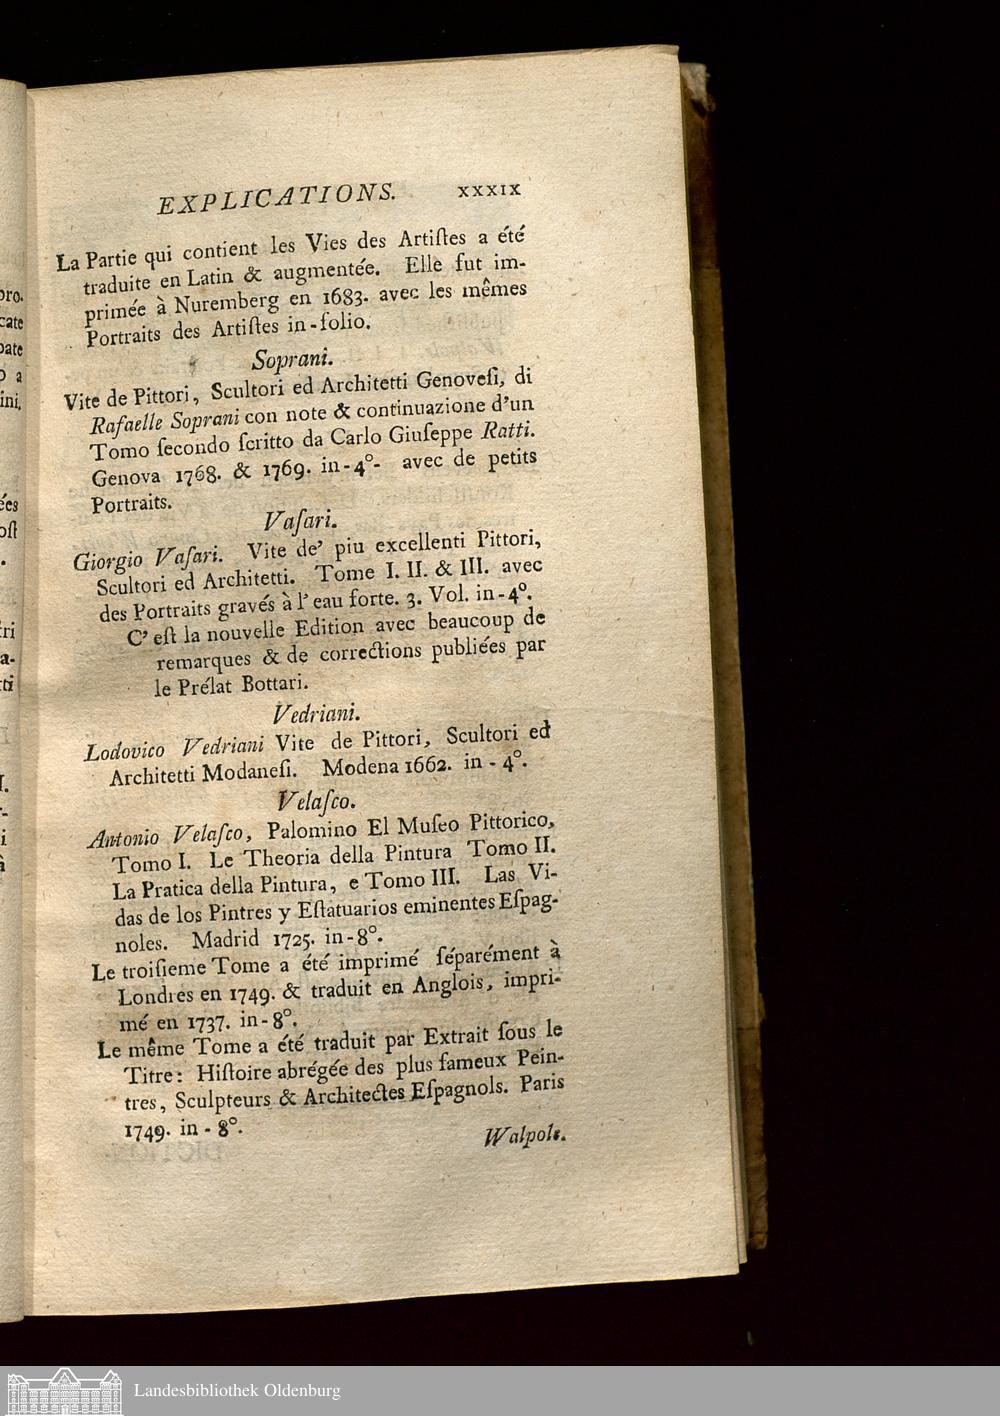 EXPLICATIONS. XXXIX
La Partie qui contient les Vies des Artiſtes a été
traduite en Latin & augmentée. Elle fut im-
primée à Nuremberg en 1683. avec les mêmes
Portraits des Artiſtes in-folio.
Soprani.
Vite de Pittori, Scultori ed Architetti Genoveſi, di
Rafaelle Soprani con note & continuazione d'un
Tomo ſecondo ſcritto da Carlo Giuſeppe Ratti.
Genova 1768. & 1769. in-4°- avec de petits
Portraits.
Vaſari.
Giorgio Vaſari. Vite de' piu excellenti Pittori,
Scultori ed Architetti. Tome I. II. & III. avec
des Portraits gravés à l'eau forte. 3. Vol. in-4°.
C'eſt la nouvelle Edition avec beaucoup de
remarques & de corrections publiées par
le Prélat Bottari.
Vedriani.
Lodovico Vedriani Vite de Pittori, Scultori ed
Architetti Modaneſi. Modena 1662. in-4°.
Velaſco.
Antonio Velaſco, Palomino El Muſeo Pittorico,
Tomo I. Le Theoria della Pintura Tomo II.
La Pratica della Pintura, e Tomo III. Las Vi-
das de los Pintres y Eſtatuarios eminentes Eſpag-
noles. Madrid 1725. in-8°.
Le troiſieme Tome a été imprimé ſéparément à
Londres en 1749. & traduit en Anglois, impri-
mé en 1737. in-8°.
Le même Tome a été traduit par Extrait ſous le
Titre: Hiſtoire abrégée des plus fameux Pein-
tres, Sculpteurs & Architectes Eſpagnols. Paris
1749. in-8°.
Walpole.
Landesbibliothek Oldenburg